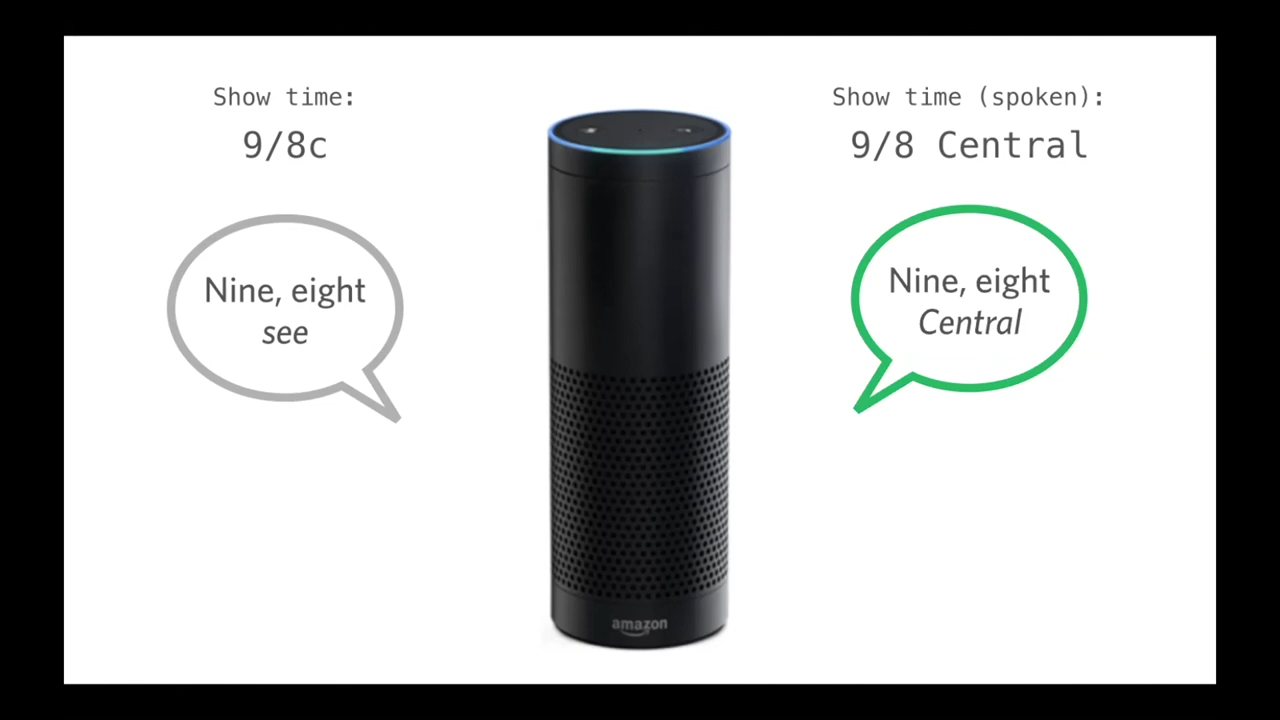 Show time:
9/8c
Nine, eight
see
Show time (spoken):
9/8 Central
Nine, eight
Central
amazon